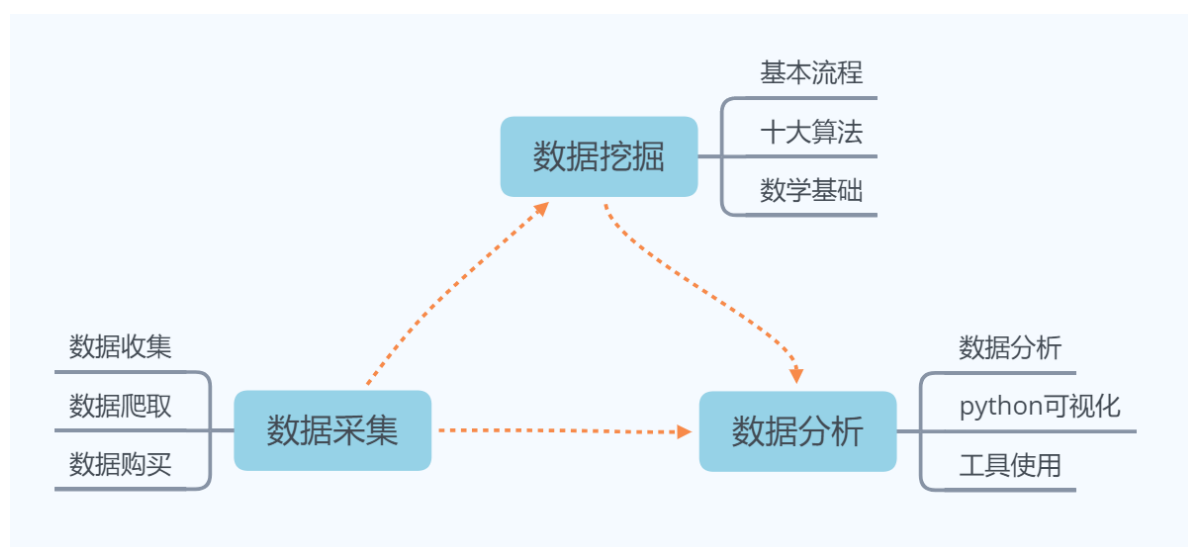 基本流程
十大算法
数据挖掘
数学基础
数据收集
数据爬取
数据采集
数据购买
数据分析
python可视化
数据分析
工具使用